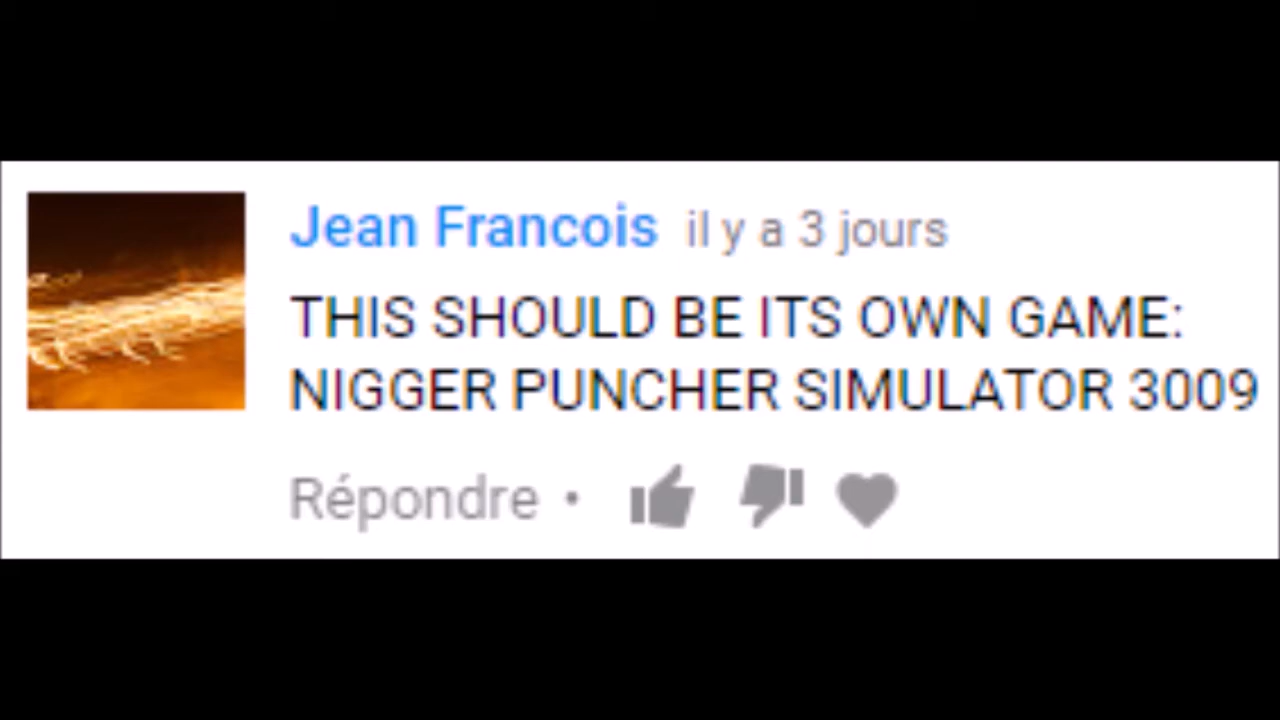 Jean Francois il y a 3 jours
THIS SHOULD BE ITS OWN GAME:
NIGGER PUNCHER SIMULATOR 3009
Répondre •